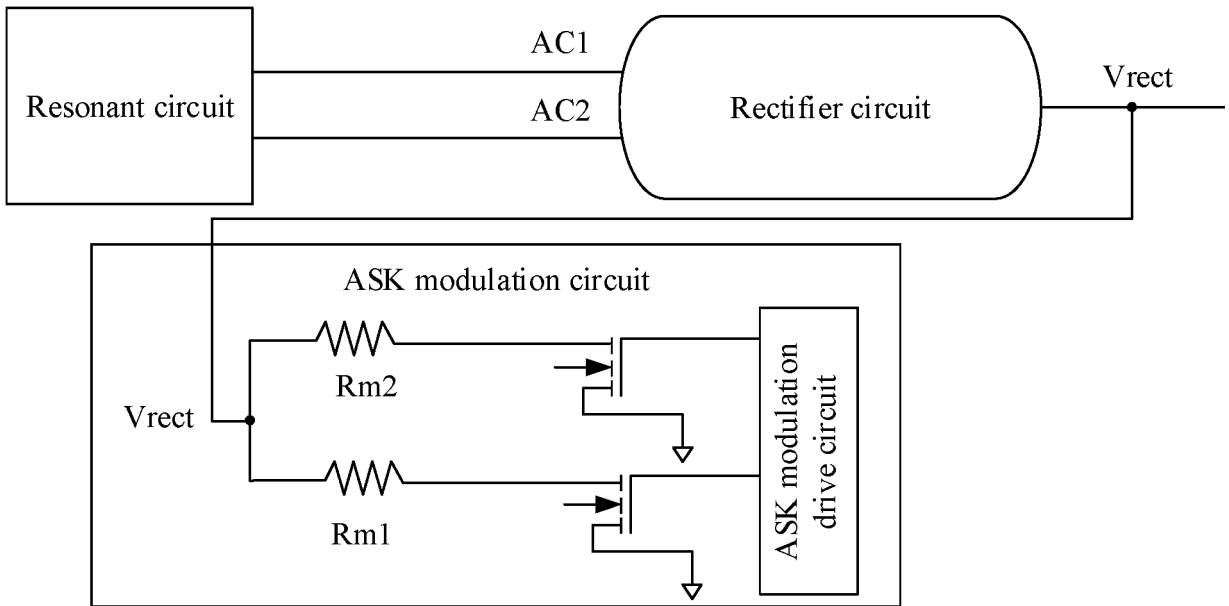 AC1
Vrect
Resonant circuit
AC2
Rectifier circuit
ASK modulation circuit
Rm2
Vrect
Rm1
ASK modulation
drive circuit